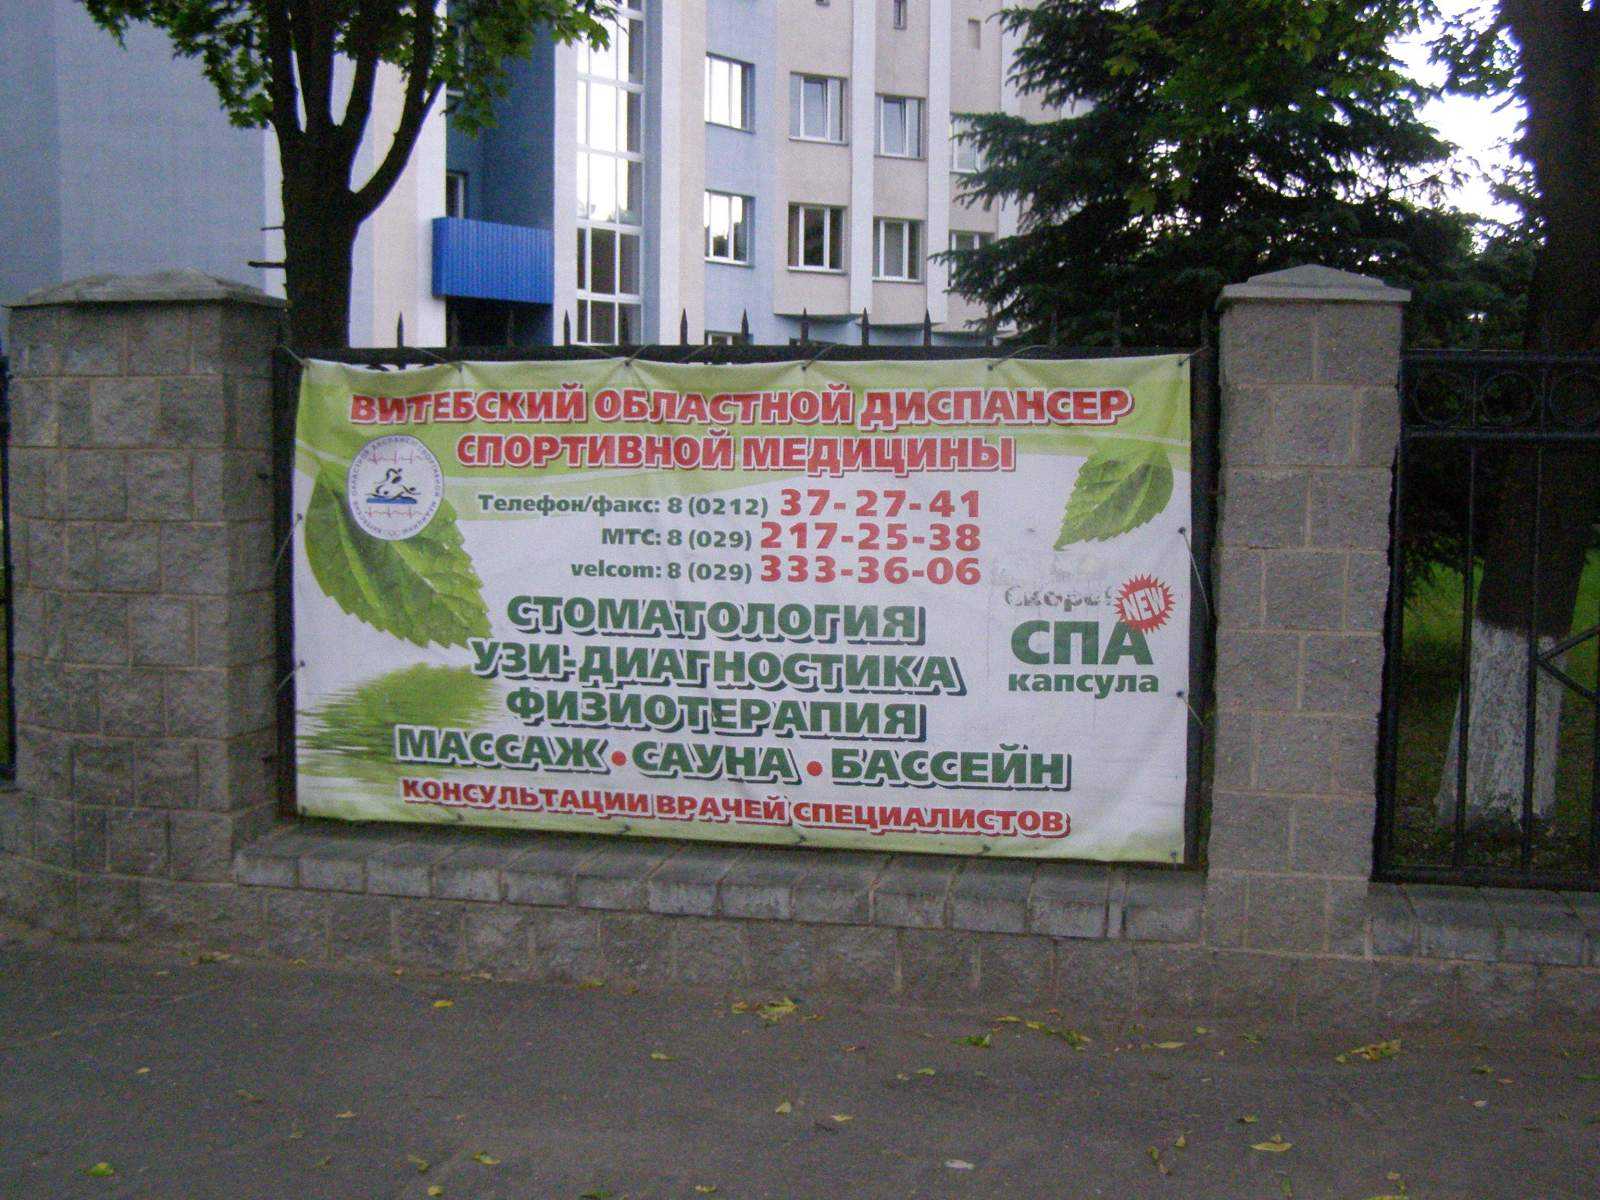 ВИТЕБСКИЙ ОБЛАСТНОЙ ДИСПАНСЕР
СПОРТИВНОЙ МЕДИЦИНЫ
Телефон/факс: 8 (0212) 37-27-41
МТС: 8 (029) 217-25-38
velcom: 8 (029) 333-36-06
СТОМАТОЛОГИЯ
УЗИ-ДИАГНОСТИКА
ФИЗИОТЕРАПИЯ
МАССАЖ • САУНА • БАССЕЙН
КОНСУЛЬТАЦИИ ВРАЧЕЙ СПЕЦИАЛИСТОВ
NEW
СПА
капсула